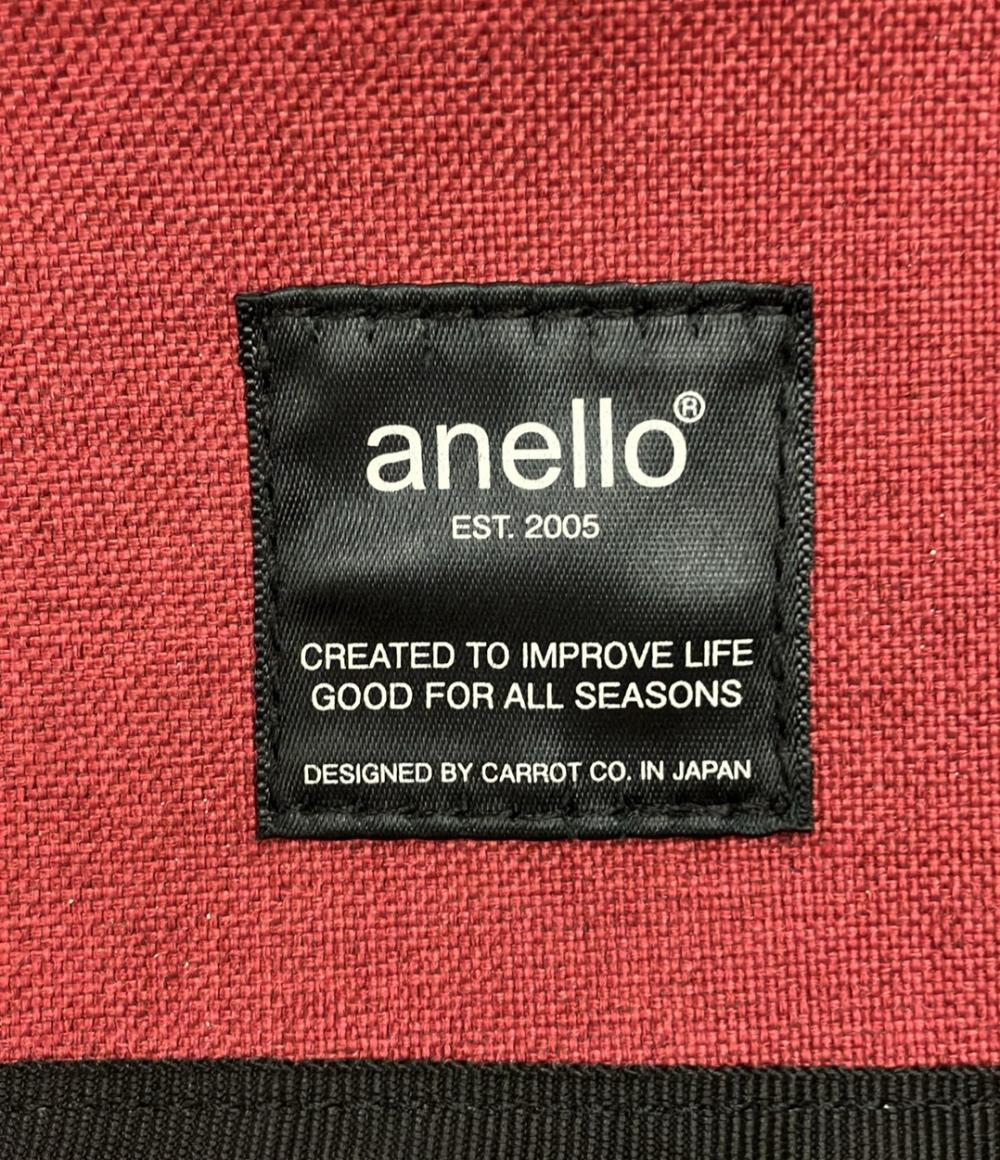 anello®
EST. 2005
CREATED TO IMPROVE LIFE
GOOD FOR ALL SEASONS
DESIGNED BY CARROT CO. IN JAPAN